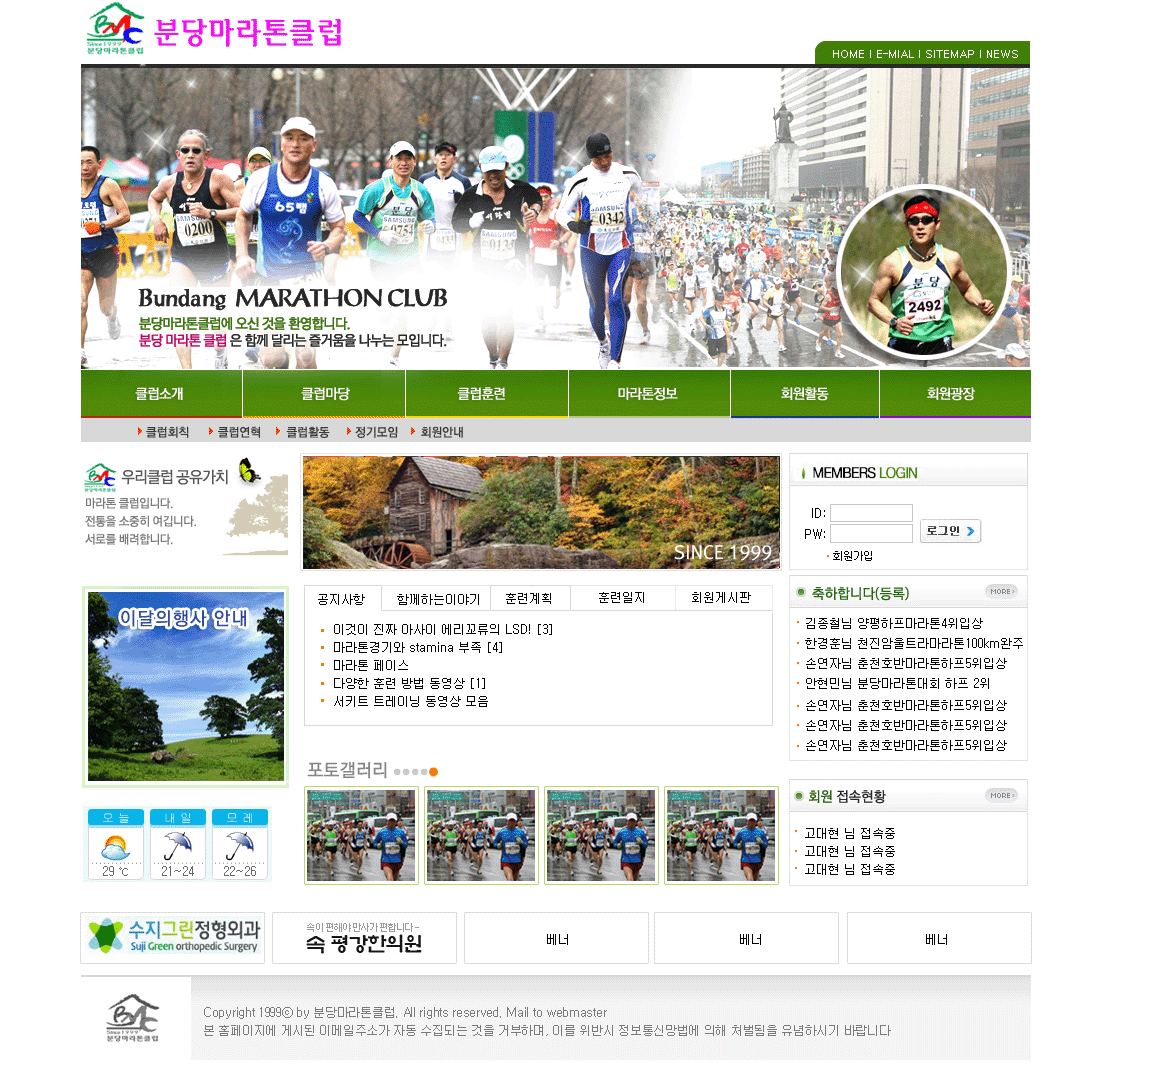 BMC
Since1999
분당마라톤클럽
분당마라톤클럽
HOME I E-MIAL I SITEMAP I NEWS
0200
65뱀
분당
SAMSUNG
0342
분당
2492
Bundang MARATHON CLUB
분당마라톤클럽에 오신 것을 환영합니다.
분당 마라톤 클럽 은 함께 달리는 즐거움을 나누는 모입니다.
클럽소개 클럽마당 클럽훈련 마라톤정보 회원활동 회원광장
클럽회칙 클럽연혁 클럽활동 정기모임 회원안내
우리클럽 공유가치
마라톤 클럽입니다.
전통을 소중히 여깁니다.
서로를 배려합니다.
SINCE 1999
MEMBERS LOGIN
ID:
PW:
로그인
회원가입
이달의행사 안내
공지사항 함께하는이야기 훈련계획 훈련일지 회원게시판
이것이 진짜 아사이 에리꼬류의 LSD! [3]
마라톤경기와 stamina 부족 [4]
마라톤 페이스
다양한 훈련 방법 동영상 [1]
서키트 트레이닝 동영상 모음
축하합니다(등록)
MORE
김종철님 양평하프마라톤4위입상
한경훈님 천진암울트라마라톤100km완주
손연자님 춘천호반마라톤하프5위입상
안현민님 분당마라톤대회 하프 2위
손연자님 춘천호반마라톤하프5위입상
손연자님 춘천호반마라톤하프5위입상
손연자님 춘천호반마라톤하프5위입상
포토갤러리
회원 접속현황
MORE
고대현 님 접속중
고대현 님 접속중
고대현 님 접속중
오늘 내일 모레
29 ℃ 21~24 22~26
수지그린정형외과
Suji Green orthopedic Surgery
속이 편해야 만사가 편합니다~
속 평강한의원
베너
베너
베너
BMC
Since1999
분당마라톤클럽
Copyright 1999ⓒ by 분당마라톤클럽. All rights reserved, Mail to webmaster
본 홈페이지에 게시된 이메일주소가 자동 수집되는 것을 거부하며, 이를 위반시 정보통신망법에 의해 처벌됨을 유념하시기 바랍니다